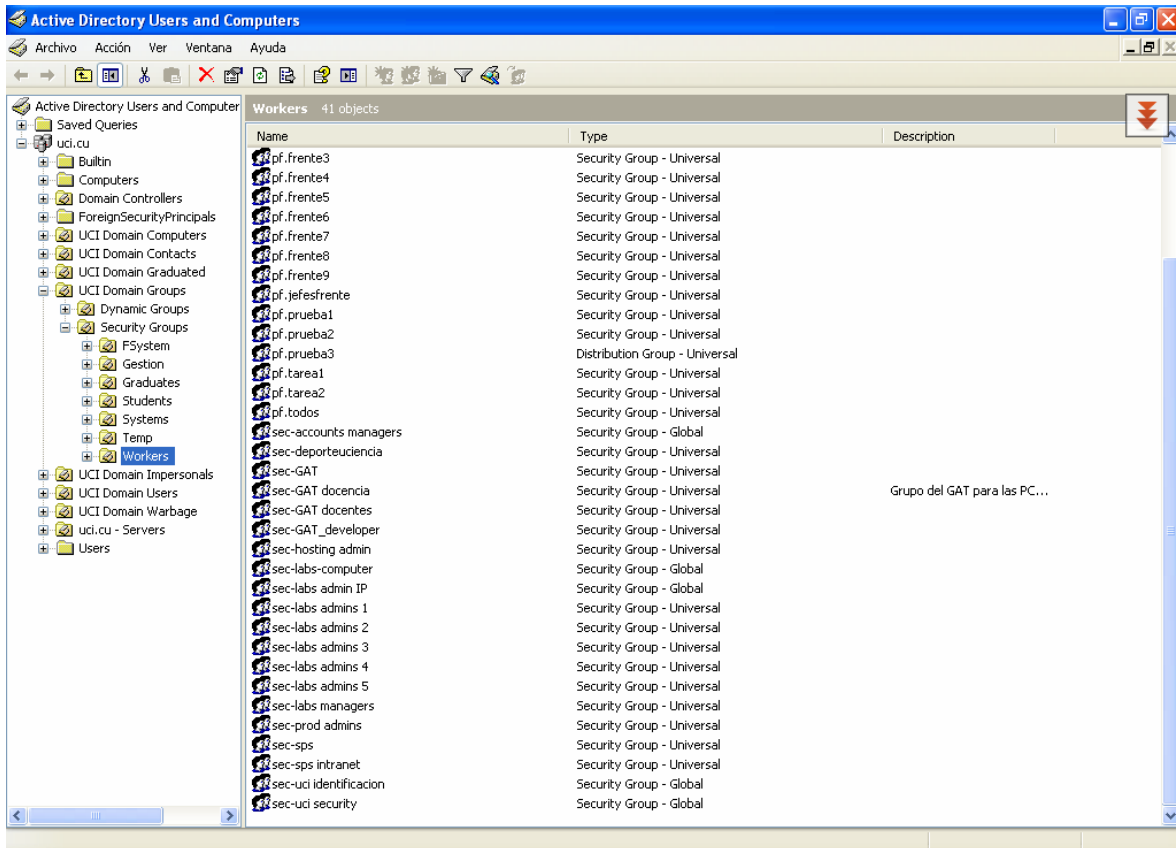 Active Directory Users and Computers
Archivo Acción Ver Ventana Ayuda
Active Directory Users and Computer
Saved Queries
uci.cu
Builtin
Computers
Domain Controllers
ForeignSecurityPrincipals
UCI Domain Computers
UCI Domain Contacts
UCI Domain Graduated
UCI Domain Groups
Dynamic Groups
Security Groups
FSystem
Gestion
Graduates
Students
Systems
Temp
Workers
UCI Domain Impersonals
UCI Domain Users
UCI Domain Warbage
uci.cu - Servers
Users
Workers 41 objects
Name Type Description
pf.frente3 Security Group - Universal
pf.frente4 Security Group - Universal
pf.frente5 Security Group - Universal
pf.frente6 Security Group - Universal
pf.frente7 Security Group - Universal
pf.frente8 Security Group - Universal
pf.frente9 Security Group - Universal
pf.jefesfrente Security Group - Universal
pf.prueba1 Security Group - Universal
pf.prueba2 Security Group - Universal
pf.prueba3 Distribution Group - Universal
pf.tarea1 Security Group - Universal
pf.tarea2 Security Group - Universal
pf.todos Security Group - Universal
sec-accounts managers Security Group - Global
sec-deporteuciencia Security Group - Universal
sec-GAT Security Group - Universal
sec-GAT docencia Security Group - Universal Grupo del GAT para las PC...
sec-GAT docentes Security Group - Universal
sec-GAT_developer Security Group - Universal
sec-hosting admin Security Group - Universal
sec-labs-computer Security Group - Global
sec-labs admin IP Security Group - Global
sec-labs admins 1 Security Group - Universal
sec-labs admins 2 Security Group - Universal
sec-labs admins 3 Security Group - Universal
sec-labs admins 4 Security Group - Universal
sec-labs admins 5 Security Group - Universal
sec-labs managers Security Group - Universal
sec-prod admins Security Group - Universal
sec-sps Security Group - Universal
sec-sps intranet Security Group - Universal
sec-uci identificacion Security Group - Global
sec-uci security Security Group - Global